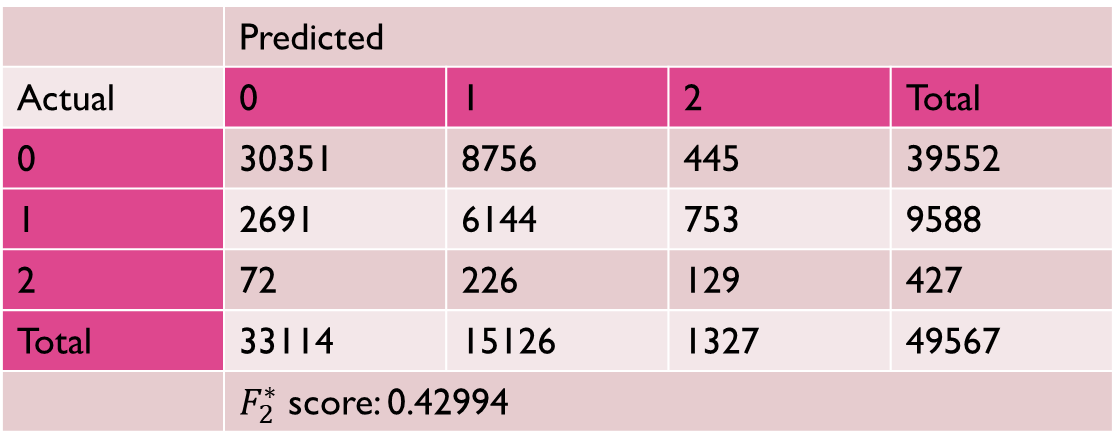 Predicted
Actual 0 1 2 Total
0 30351 8756 445 39552
1 2691 6144 753 9588
2 72 226 129 427
Total 33114 15126 1327 49567
F₂* score: 0.42994